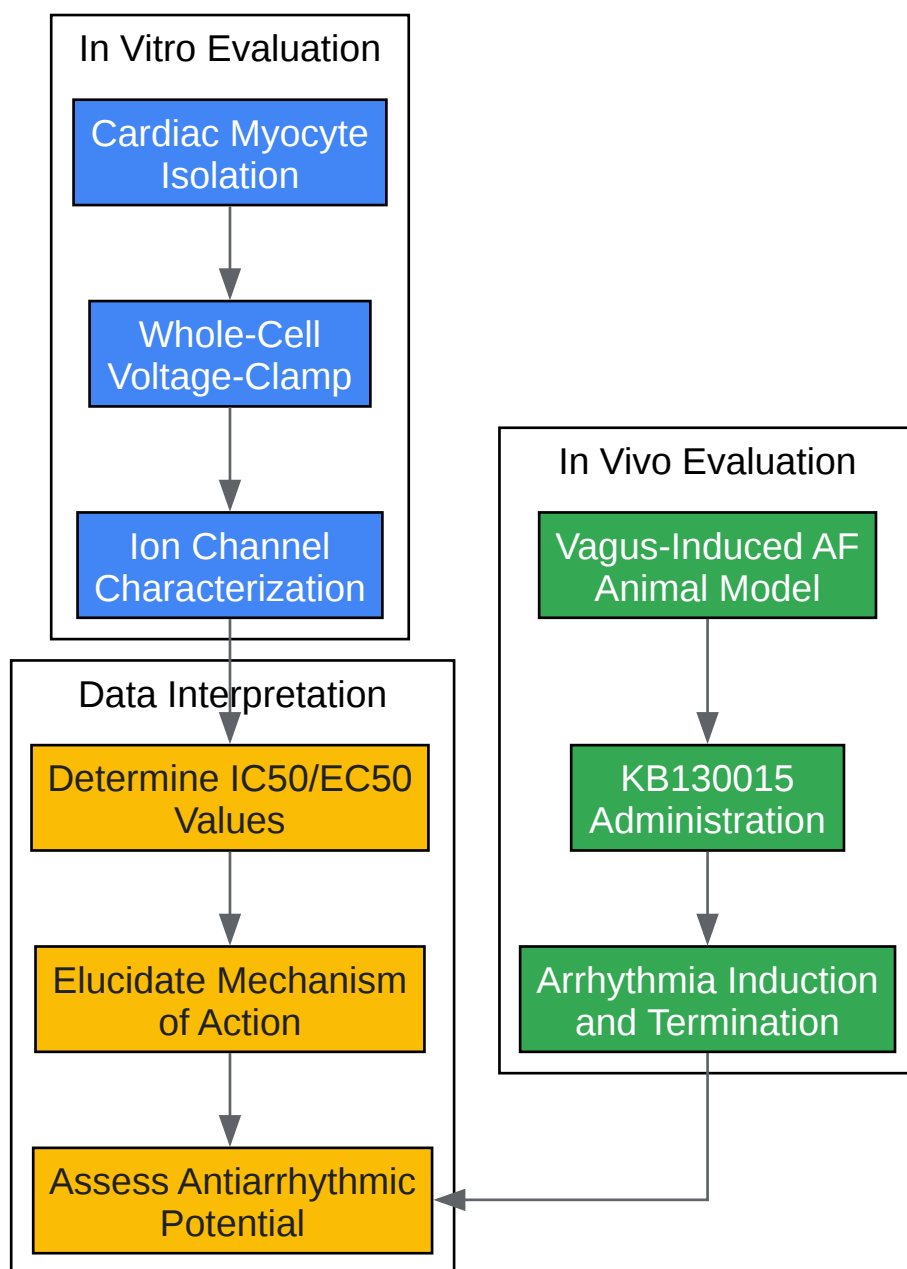 In Vitro Evaluation
Cardiac Myocyte
Isolation
Whole-Cell
Voltage-Clamp
Ion Channel
Characterization
Data Interpretation
Determine IC50/EC50
Values
Elucidate Mechanism
of Action
Assess Antiarrhythmic
Potential
In Vivo Evaluation
Vagus-Induced AF
Animal Model
KB130015
Administration
Arrhythmia Induction
and Termination